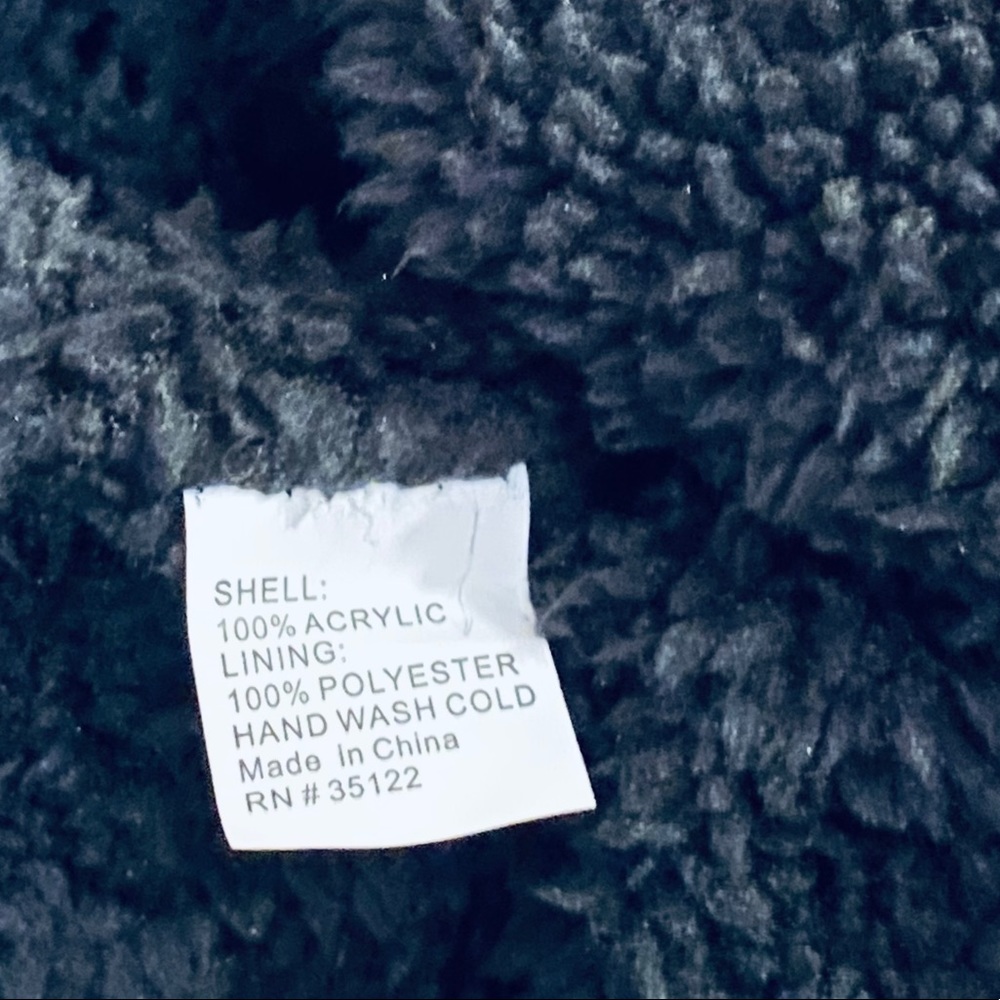 SHELL:
100% ACRYLIC
LINING:
100% POLYESTER
HAND WASH COLD
Made In China
RN # 35122